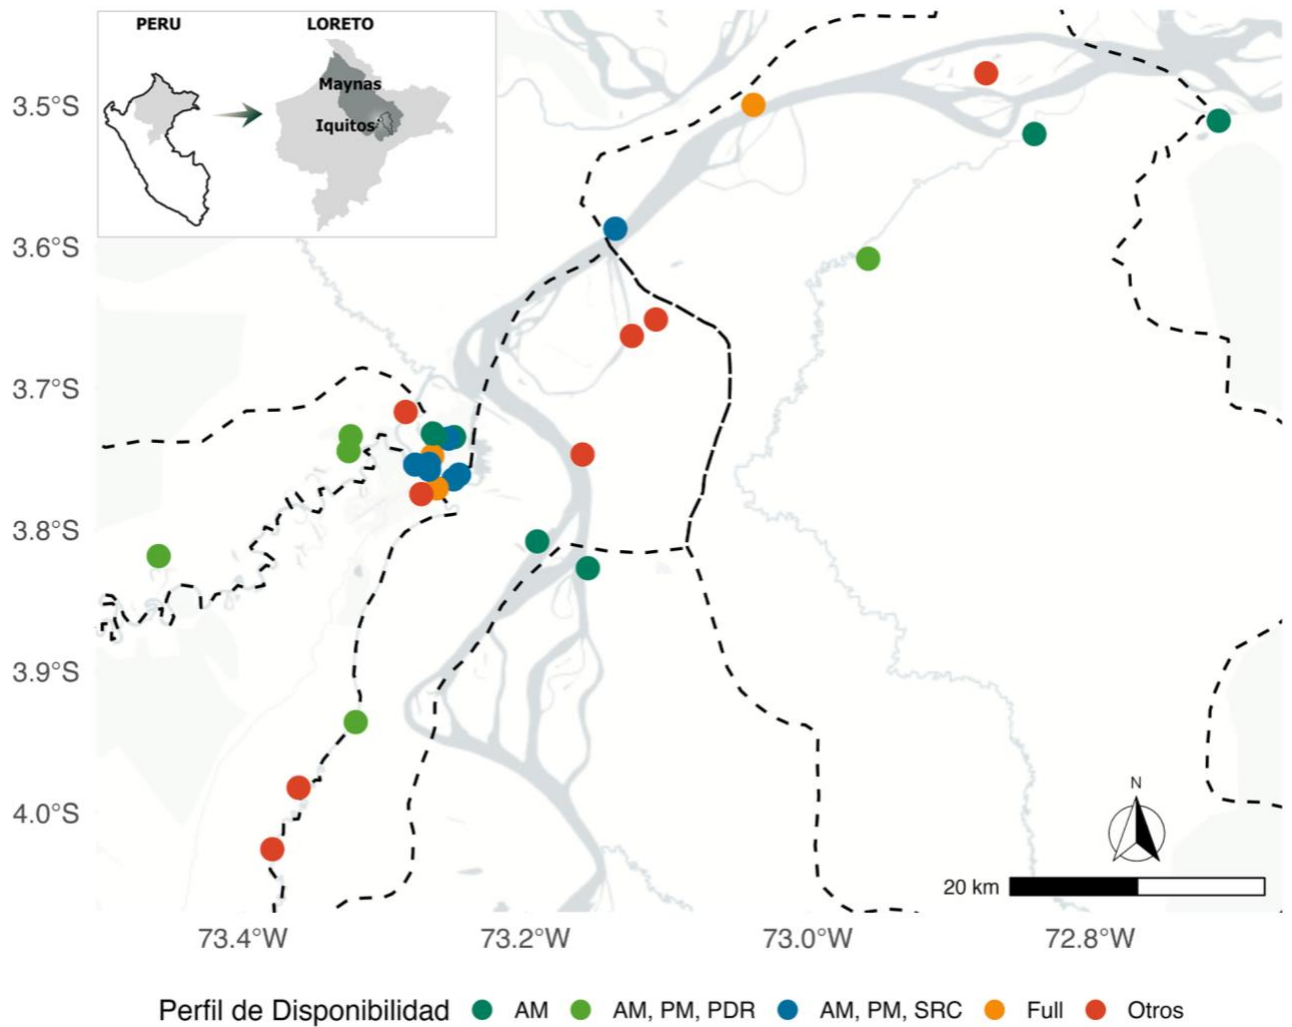 PERU
LORETO
Maynas
Iquitos
3.5°S
3.6°S
3.7°S
3.8°S
3.9°S
4.0°S
N
20 km
73.4°W
73.2°W
73.0°W
72.8°W
Perfil de Disponibilidad
AM
AM, PM, PDR
AM, PM, SRC
Full
Otros